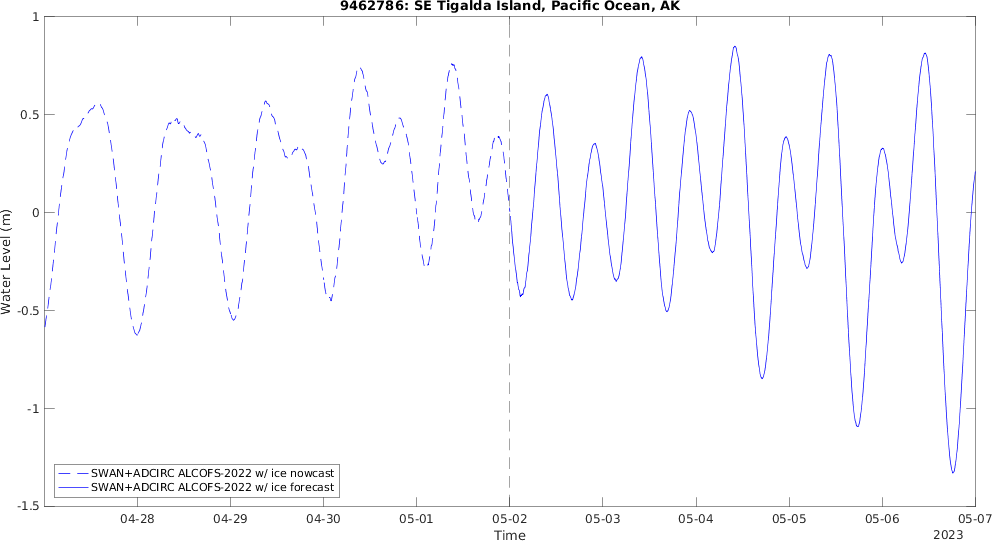 9462786: SE Tigalda Island, Pacific Ocean, AK
1
0.5
0
-0.5
-1
-1.5
Water Level (m)
SWAN+ADCIRC ALCOFS-2022 w/ ice nowcast
SWAN+ADCIRC ALCOFS-2022 w/ ice forecast
04-28 04-29 04-30 05-01 05-02 05-03 05-04 05-05 05-06 05-07
Time
2023